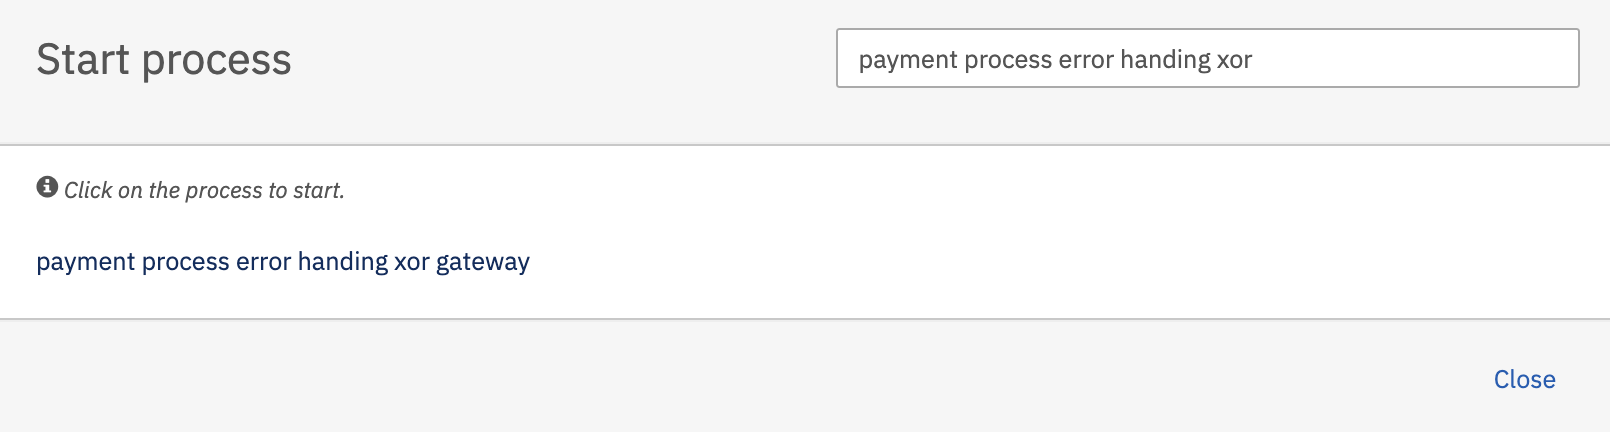 Start process
payment process error handing xor
Click on the process to start.
payment process error handing xor gateway
Close